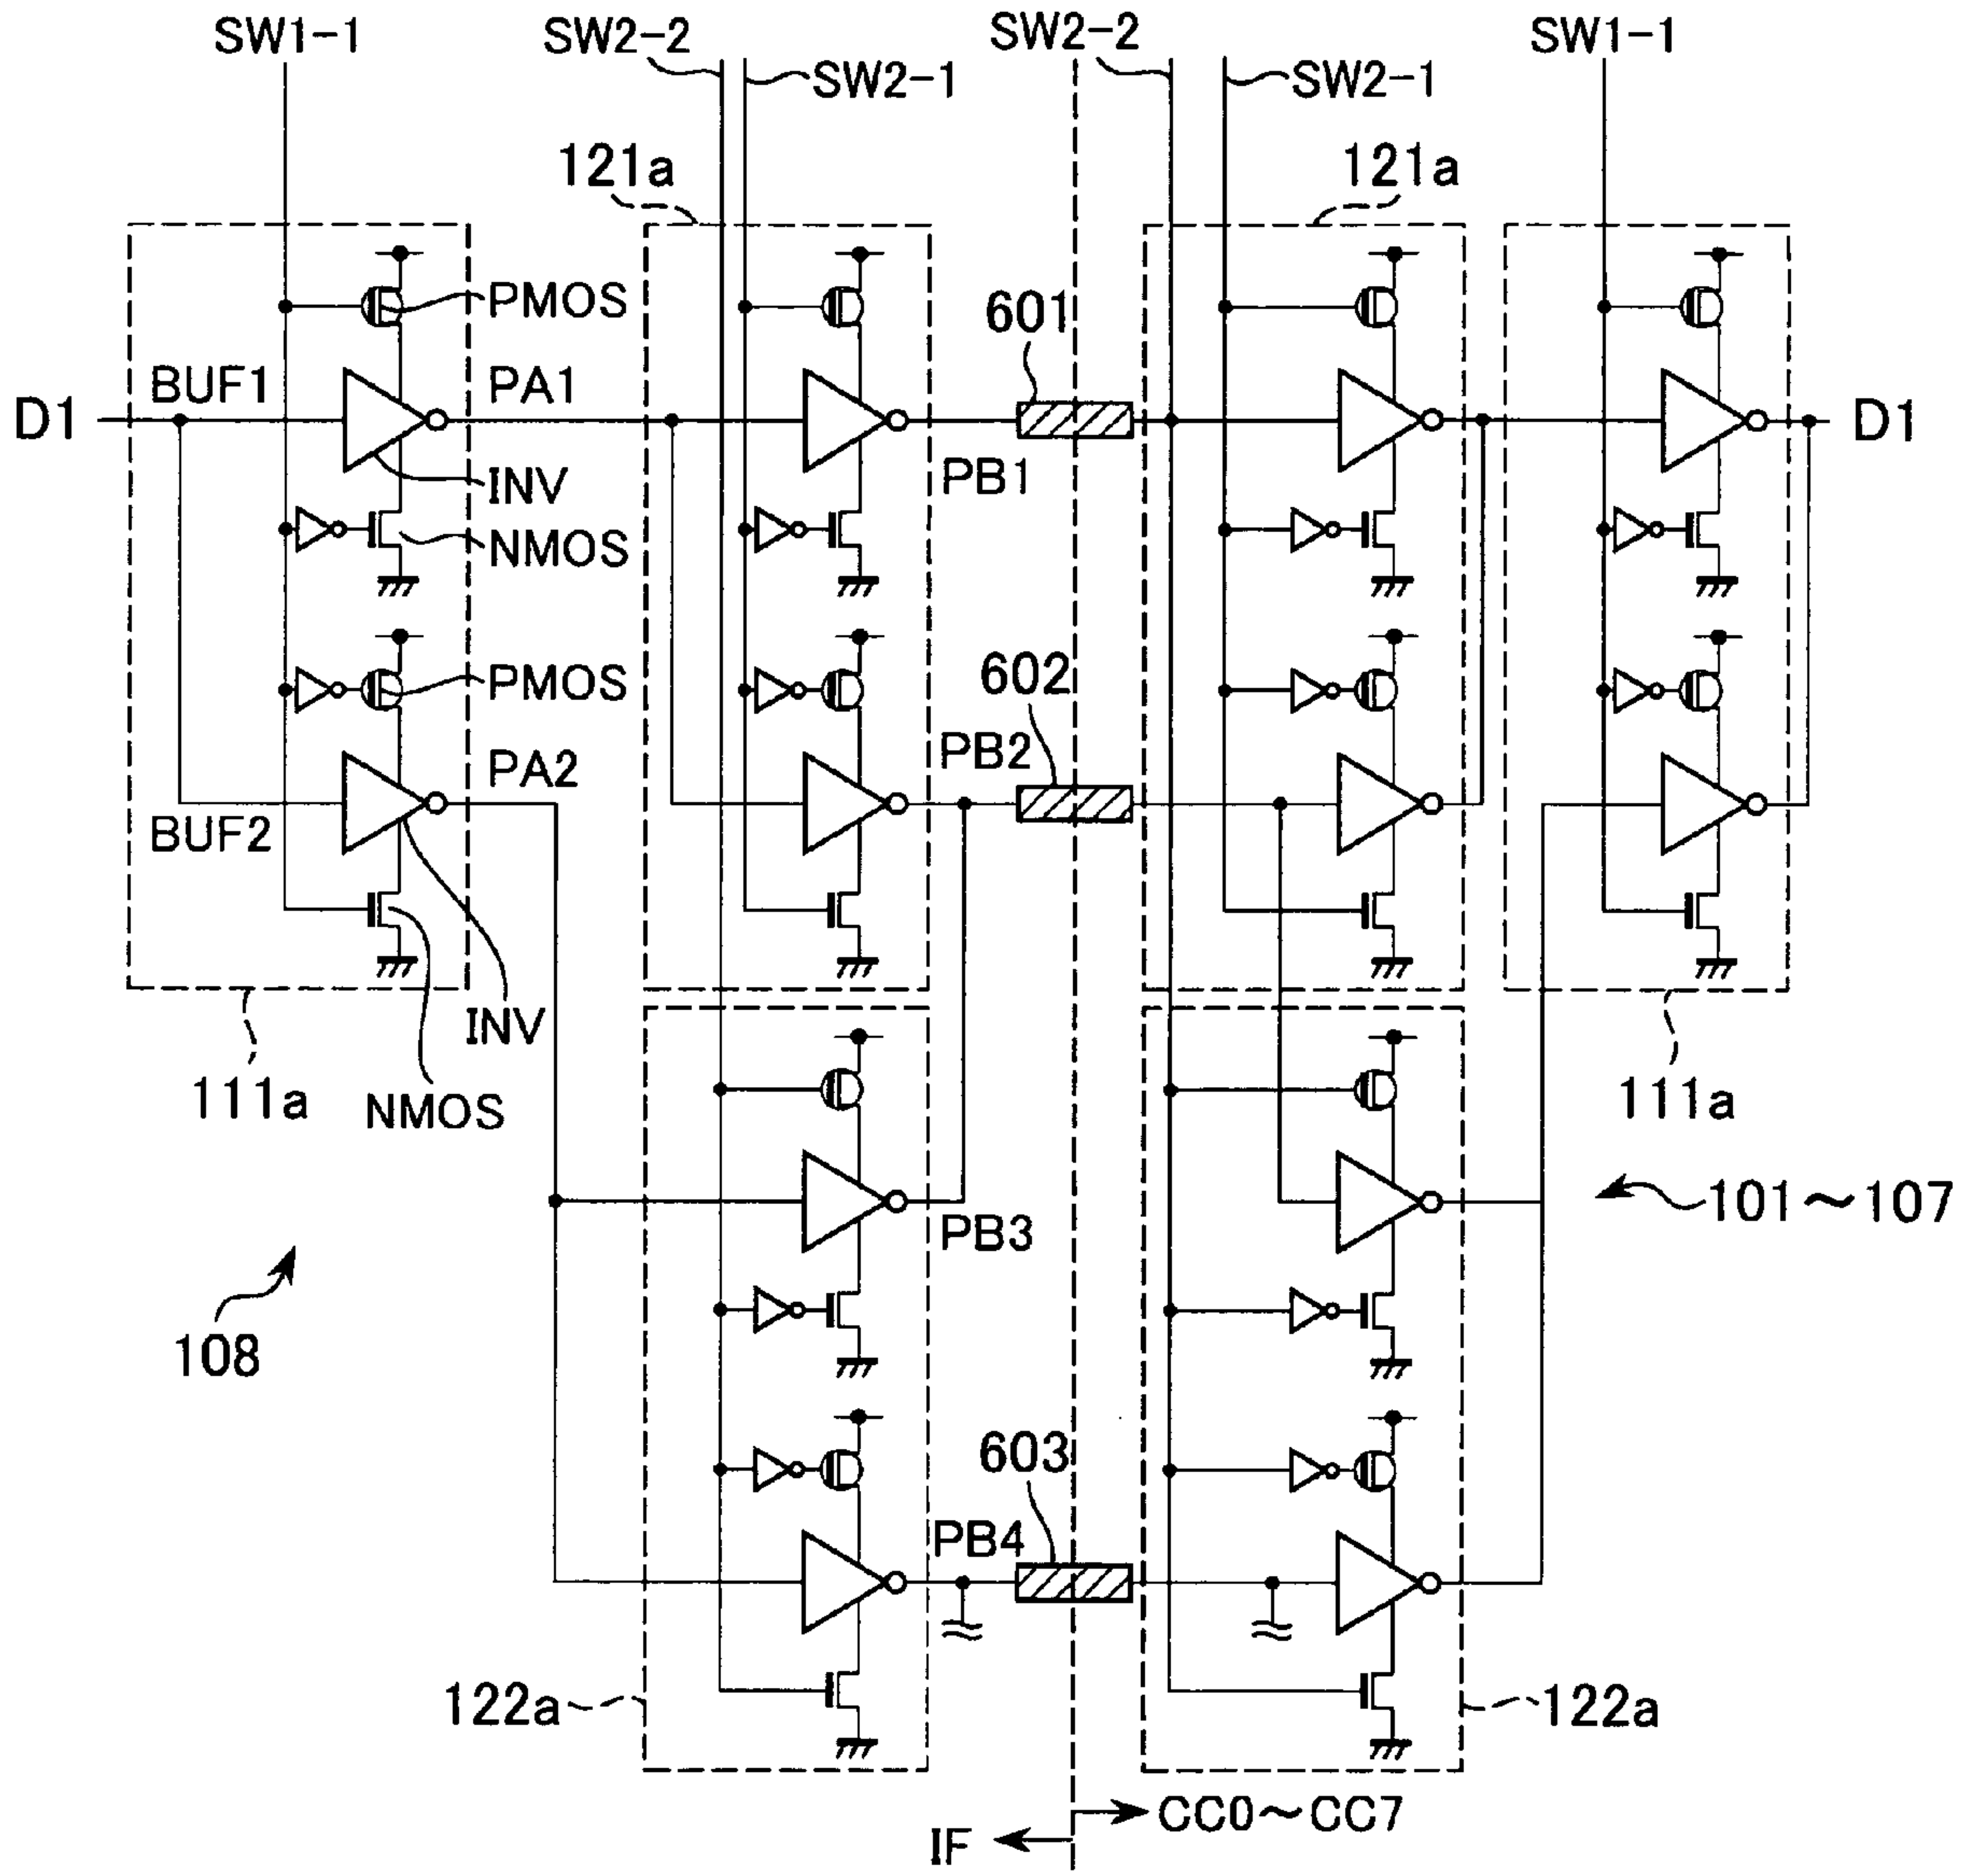 SW1-1
SW2-2
SW2-1
SW2-2
SW2-1
SW1-1
121a
121a
PMOS
601
BUF1
PA1
D1
D1
INV
PB1
NMOS
PMOS
602
PA2
PB2
BUF2
INV
111a
NMOS
111a
101～107
PB3
108
603
PB4
122a
122a
CC0～CC7
IF